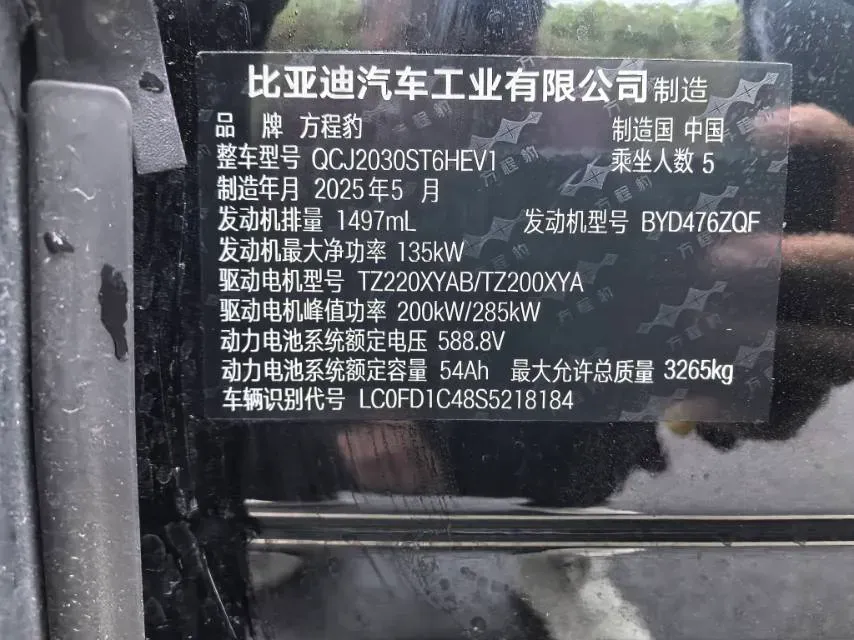 比亚迪汽车工业有限公司制造
品 牌 方程豹 制造国 中国
整车型号 QCJ2030ST6HEV1 乘坐人数 5
制造年月 2025年5 月
发动机排量 1497mL 发动机型号 BYD476ZQF
发动机最大净功率 135kW
驱动电机型号 TZ220XYAB/TZ200XYA
驱动电机峰值功率 200kW/285kW
动力电池系统额定电压 588.8V
动力电池系统额定容量 54Ah 最大允许总质量 3265kg
车辆识别代号 LC0FD1C48S5218184